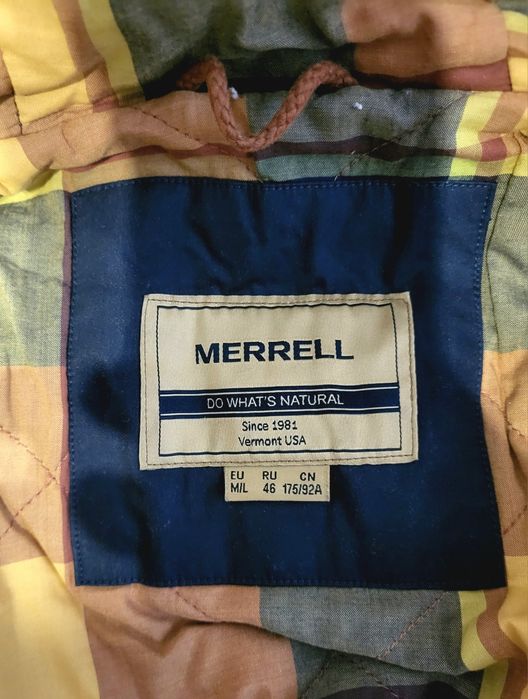 MERRELL
DO WHAT'S NATURAL
Since 1981
Vermont USA
EU RU CN
M/L 46 175/92A